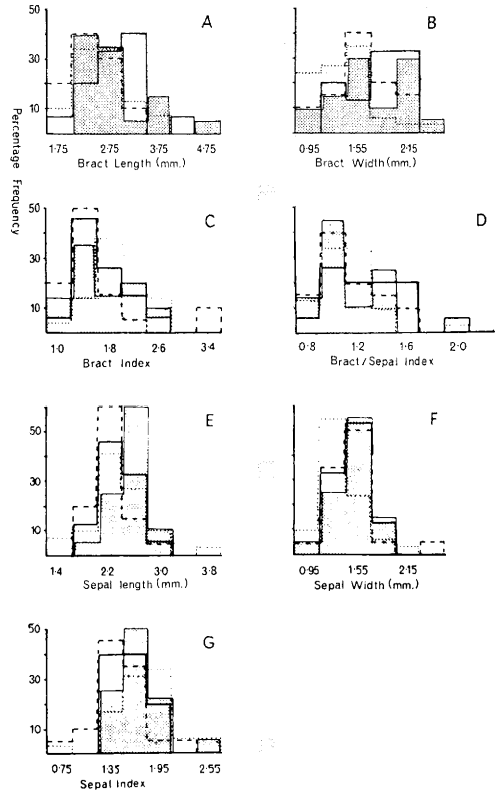 Percentage frequency
A
50
40
30
10
1·75 2·75 3·75 4·75
Bract Length (mm.)
B
0·95 1·55 2·15
Bract Width (mm.)
C
50
30
10
1·0 1·8 2·6 3·4
Bract Index
D
0·8 1·2 1·6 2·0
Bract/Sepal Index
E
50
30
10
1·4 2·2 3·0 3·8
Sepal length (mm.)
F
0·95 1·55 2·15
Sepal Width (mm.)
G
50
30
10
0·75 1·35 1·95 2·55
Sepal Index